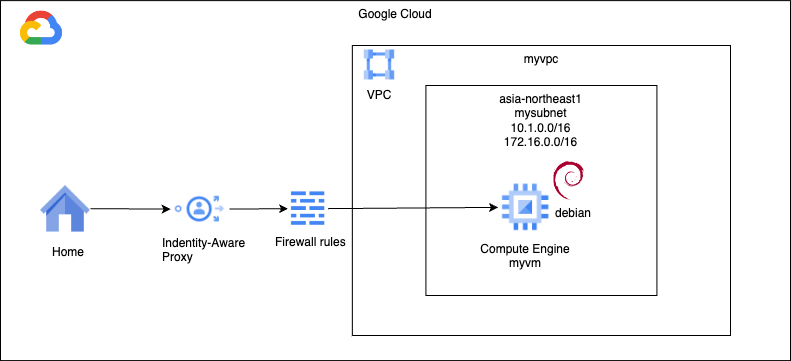 Google Cloud
myvpc
VPC
asia-northeast1
mysubnet
10.1.0.0/16
172.16.0.0/16
debian
Home
Indentity-Aware
Proxy
Firewall rules
Compute Engine
myvm